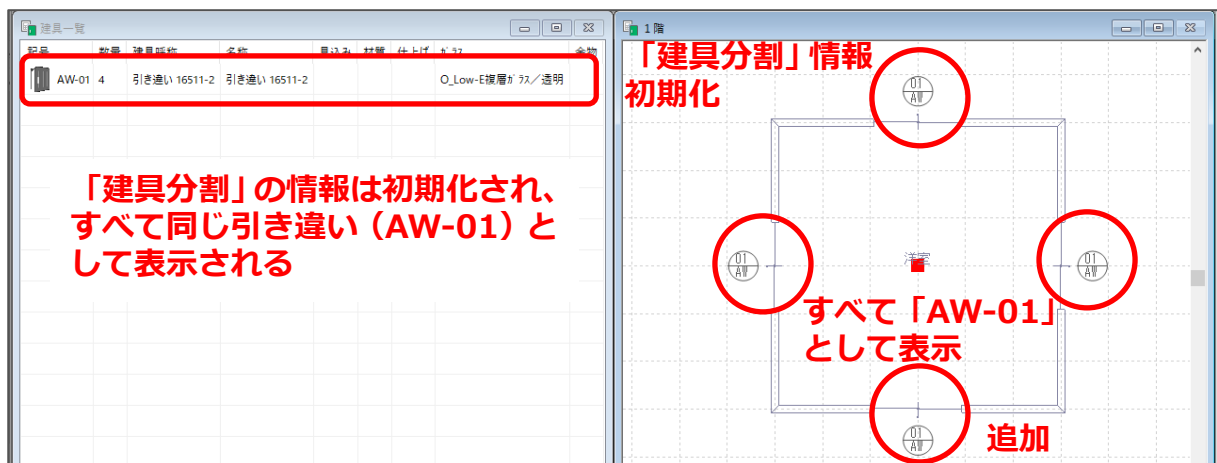 建具一覧
記号 数量 建具呼称 名称 見込み 材質 仕上げ ガラス 金物
AW-01 4 引き違い 16511-2 引き違い 16511-2 O_Low-E複層ガラス／透明
「建具分割」の情報は初期化され、
すべて同じ引き違い（AW-01）と
して表示される
1階
「建具分割」情報
初期化
01
AW
01
AW
洋室
01
AW
すべて「AW-01」
として表示
01
AW
追加